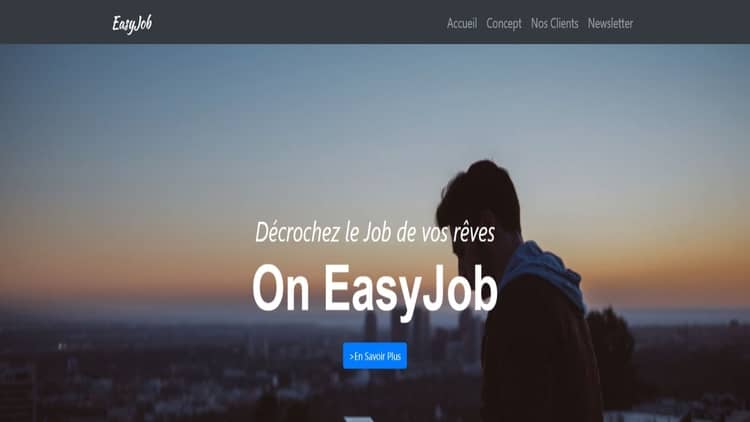 EasyJob
Accueil Concept Nos Clients Newsletter
Décrochez le Job de vos rêves
On EasyJob
>En Savoir Plus